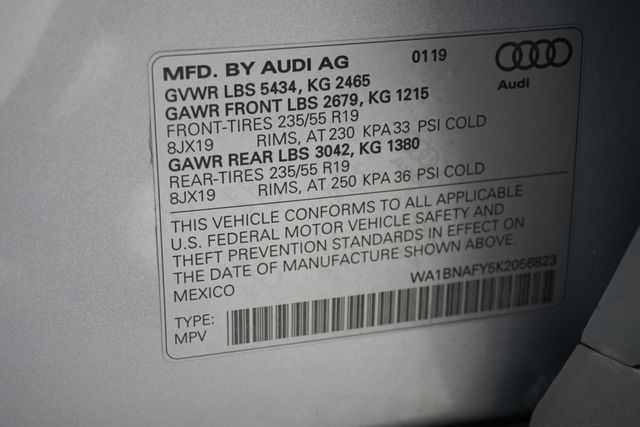 MFD. BY AUDI AG 0119
GVWR LBS 5434, KG 2465
GAWR FRONT LBS 2679, KG 1215
FRONT-TIRES 235/55 R19
8JX19 RIMS, AT 230 KPA 33 PSI COLD
GAWR REAR LBS 3042, KG 1380
REAR-TIRES 235/55 R19
8JX19 RIMS, AT 250 KPA 36 PSI COLD
Audi
THIS VEHICLE CONFORMS TO ALL APPLICABLE
U.S. FEDERAL MOTOR VEHICLE SAFETY AND
THEFT PREVENTION STANDARDS IN EFFECT ON
THE DATE OF MANUFACTURE SHOWN ABOVE.
MEXICO WA1BNAFY5K2056823
TYPE:
MPV